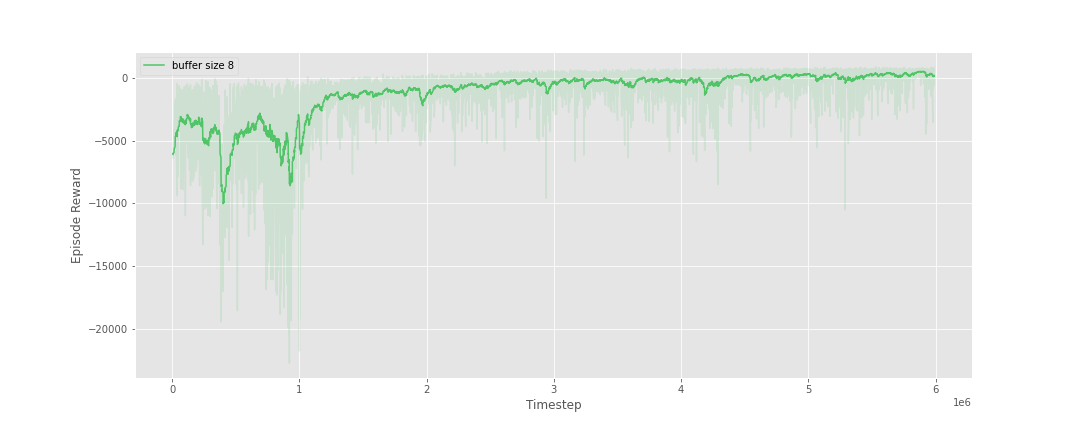 buffer size 8
0
−5000
−10000
−15000
−20000
Episode Reward
0 1 2 3 4 5 6
1e6
Timestep